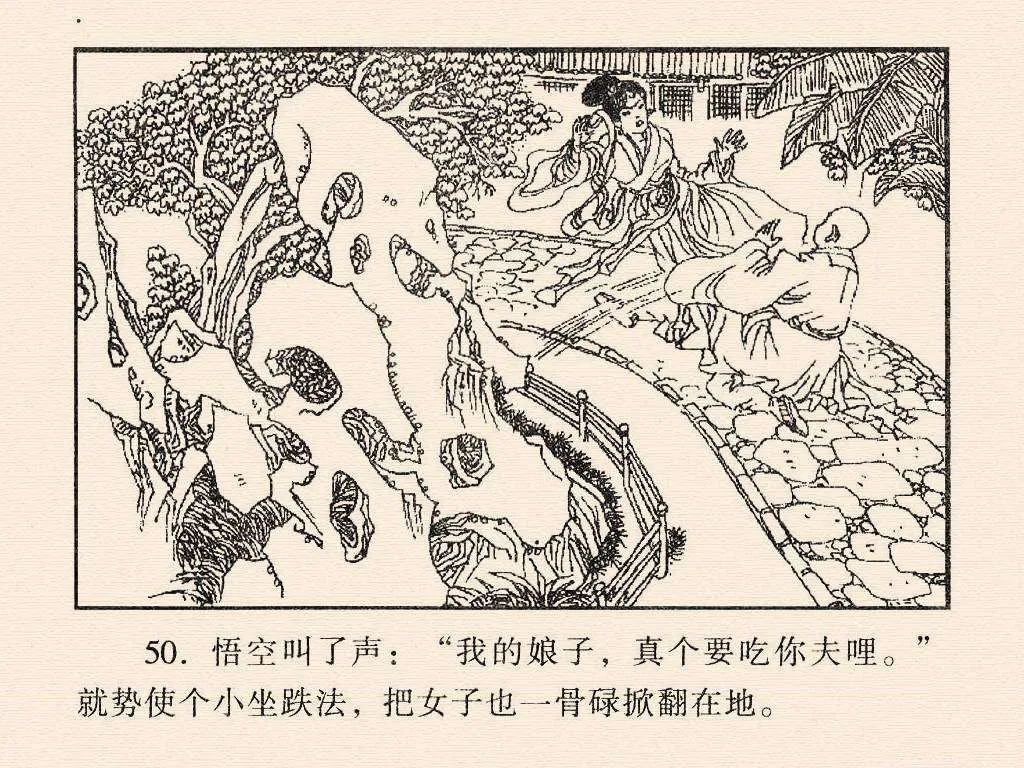 50. 悟空叫了声：“我的娘子，真个要吃你夫哩。”
就势使个小坐跌法，把女子也一骨碌掀翻在地。